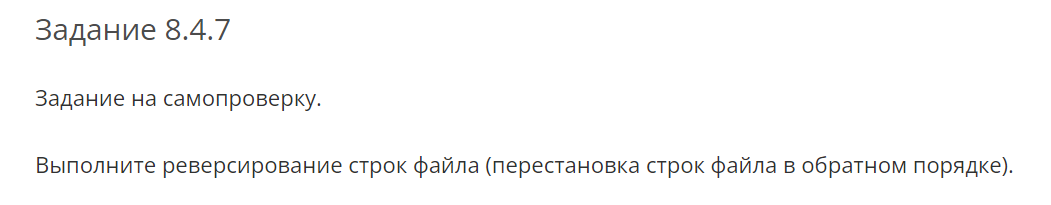 Задание 8.4.7
Задание на самопроверку.
Выполните реверсирование строк файла (перестановка строк файла в обратном порядке).